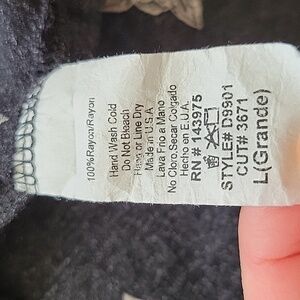 100%Rayon/Rayon
Hand Wash Cold
Do Not Bleach
Hang or Line Dry
Made in U.S.A
Lava Frio a Mano
No Cloro,Secar Colgado
Hecho en E.U.A.
RN# 143975
STYLE# D9901
CUT# 3671
L(Grande)